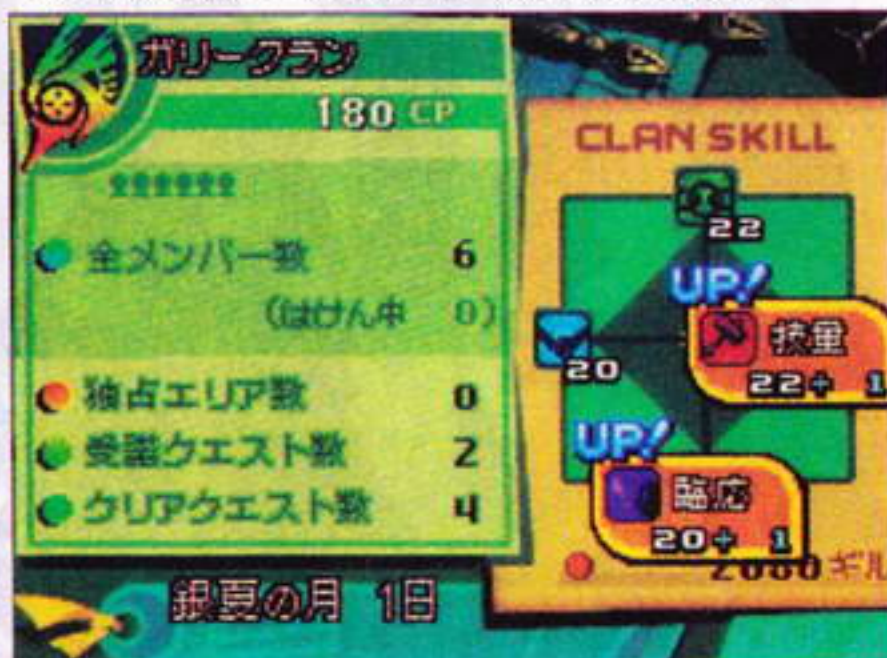 ガリークラン
180 CP
全メンバー数 6
(はけん中 0)
独占エリア数 0
受諾クエスト数 2
クリアクエスト数 4
銀夏の月 1日
CLAN SKILL
22
20
UP!
技量
22+ 1
UP!
臨応
20+ 1
2080 ギル